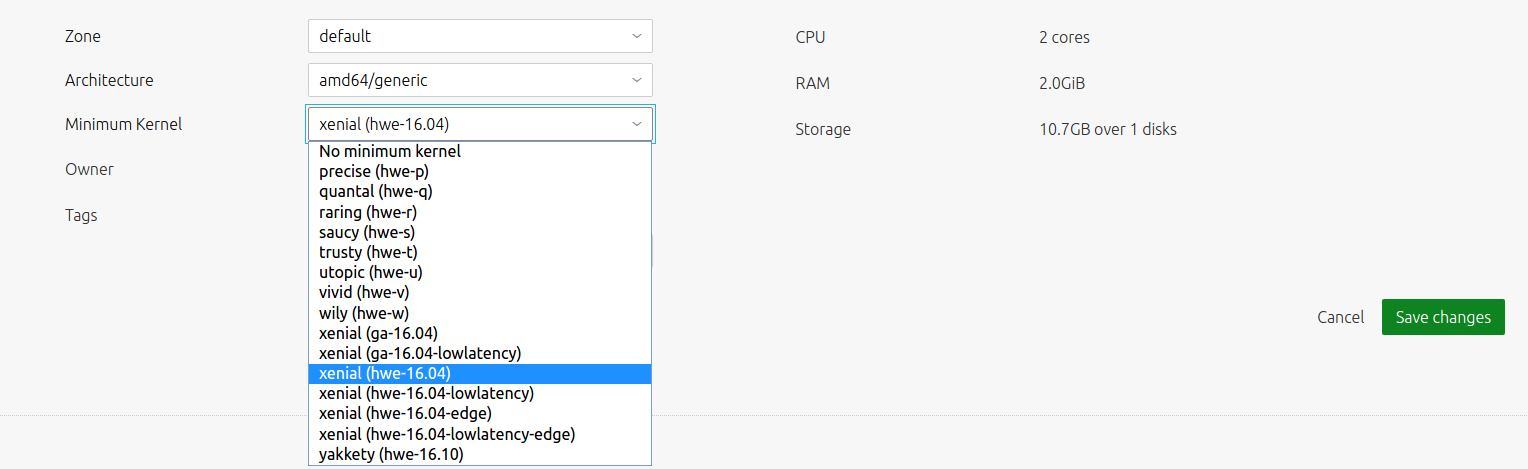 Zone default CPU 2 cores
Architecture amd64/generic RAM 2.0GiB
Minimum Kernel xenial (hwe-16.04) Storage 10.7GB over 1 disks
No minimum kernel
precise (hwe-p)
Owner
quantal (hwe-q)
raring (hwe-r)
Tags
saucy (hwe-s)
trusty (hwe-t)
utopic (hwe-u)
vivid (hwe-v)
wily (hwe-w)
Cancel Save changes
xenial (ga-16.04)
xenial (ga-16.04-lowlatency)
xenial (hwe-16.04)
xenial (hwe-16.04-lowlatency)
xenial (hwe-16.04-edge)
xenial (hwe-16.04-lowlatency-edge)
yakkety (hwe-16.10)